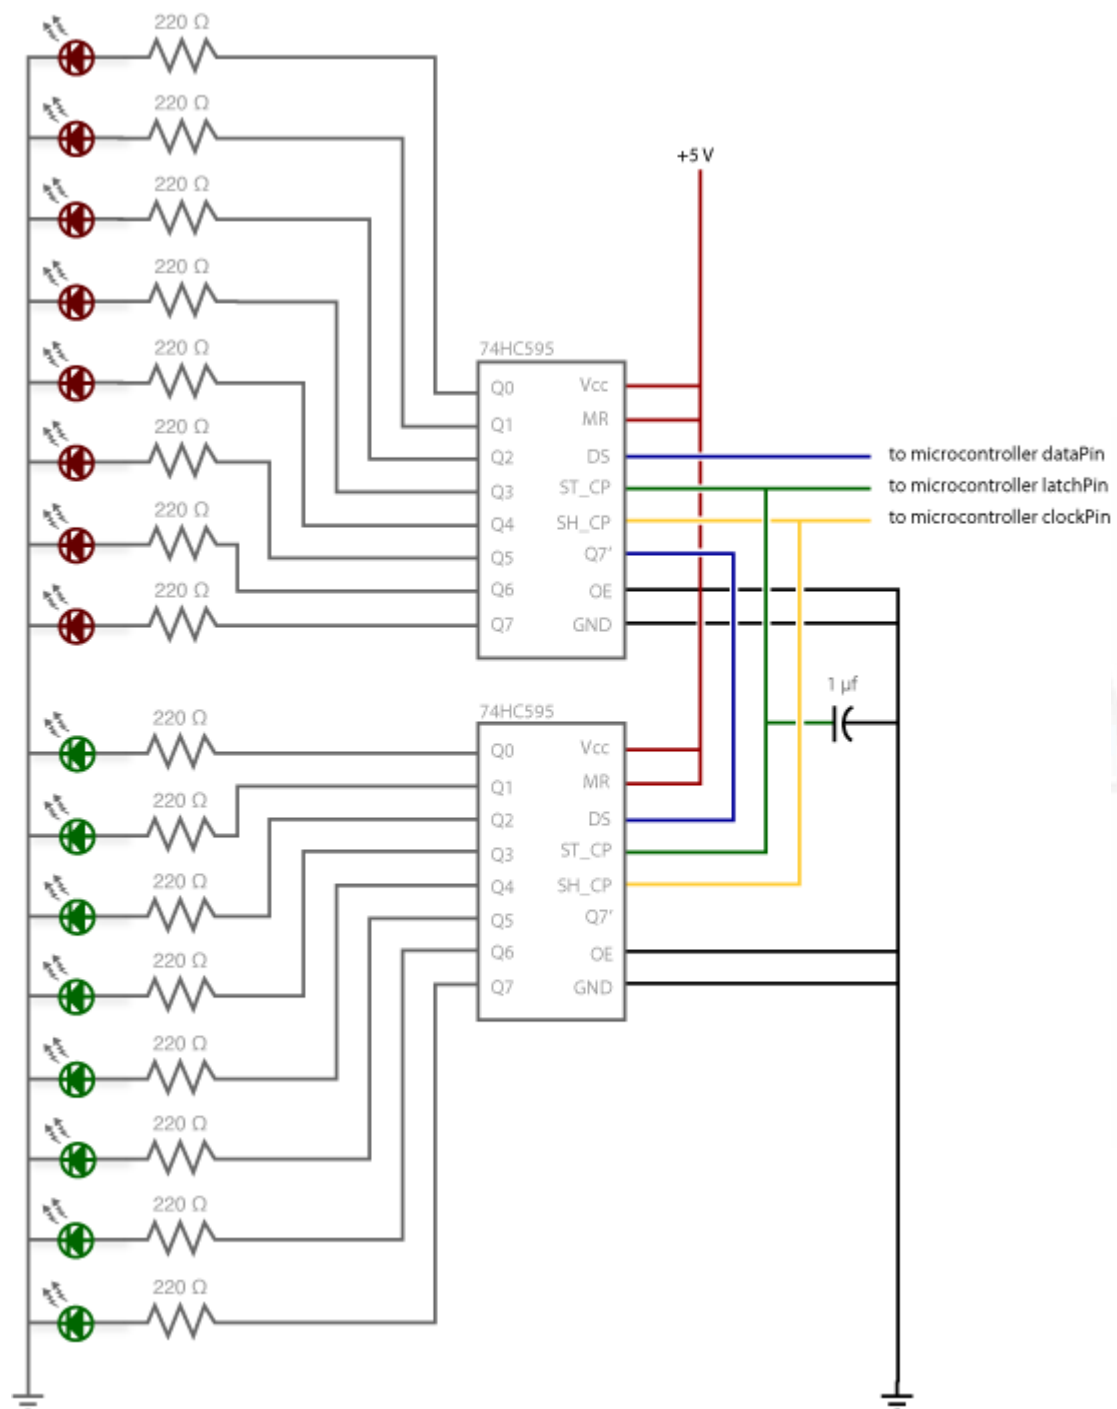 220 Ω
220 Ω
220 Ω
220 Ω
220 Ω
220 Ω
220 Ω
220 Ω
+5 V
74HC595
Q0 Vcc
Q1 MR
Q2 DS to microcontroller dataPin
Q3 ST_CP to microcontroller latchPin
Q4 SH_CP to microcontroller clockPin
Q5 Q7'
Q6 OE
Q7 GND
1 µf
74HC595
Q0 Vcc
Q1 MR
Q2 DS
Q3 ST_CP
Q4 SH_CP
Q5 Q7'
Q6 OE
Q7 GND
220 Ω
220 Ω
220 Ω
220 Ω
220 Ω
220 Ω
220 Ω
220 Ω